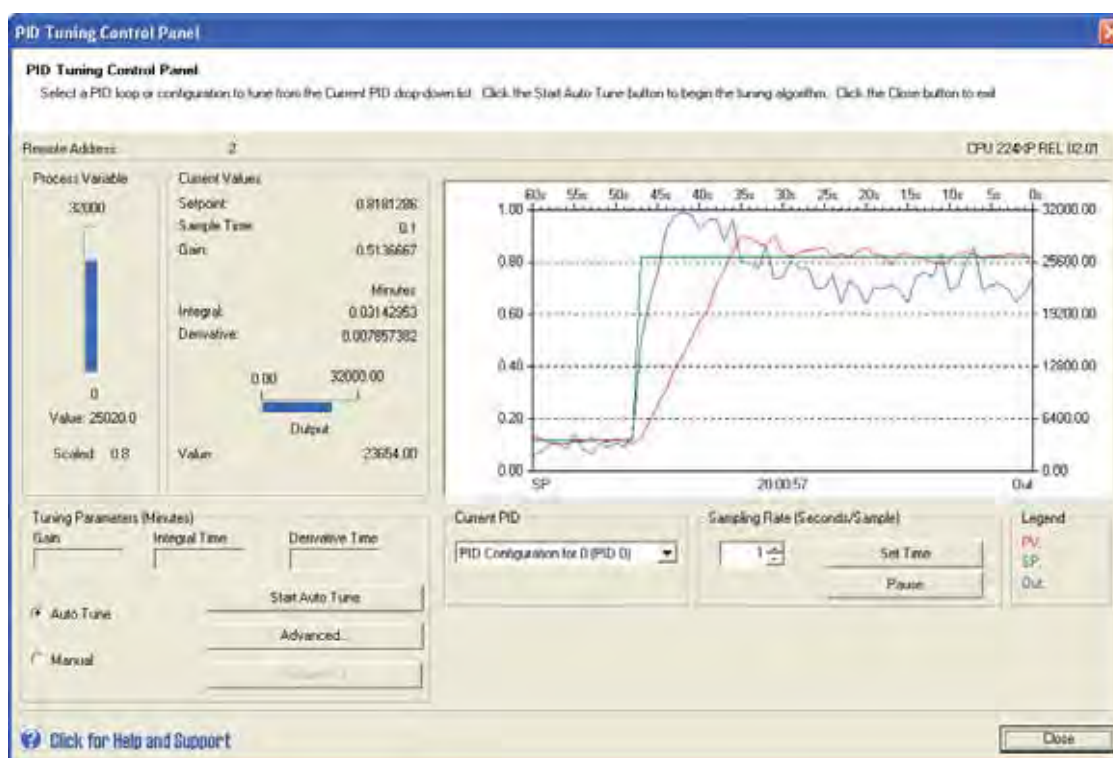 PID Tuning Control Panel
PID Tuning Control Panel
Select a PID loop or configuration to tune from the Current PID drop-down list. Click the Start Auto Tune button to begin the tuning algorithm. Click the Close button to exit
Remote Address: 2 CPU 224XP REL 02.01
Process Variable
32000
0
Value: 25020.0
Scaled: 0.8
Current Values
Setpoint: 0.8181286
Sample Time: 0.1
Gain: 0.5136667
Minutes
Integral: 0.03142953
Derivative: 0.007857382
0.00 32000.00
Output
Value: 23654.00
60s 55s 50s 45s 40s 35s 30s 25s 20s 15s 10s 5s 0s
1.00 32000.00
0.80 25600.00
0.60 19200.00
0.40 12800.00
0.20 6400.00
0.00 0.00
SP 20:00:57 Out
Tuning Parameters (Minutes)
Gain Integral Time Derivative Time
Auto Tune
Start Auto Tune
Advanced...
Manual
Current PID
PID Configuration for 0 (PID 0)
Sampling Rate (Seconds/Sample)
1 Set Time
Pause
Legend
PV:
SP:
Out:
Click for Help and Support
Close